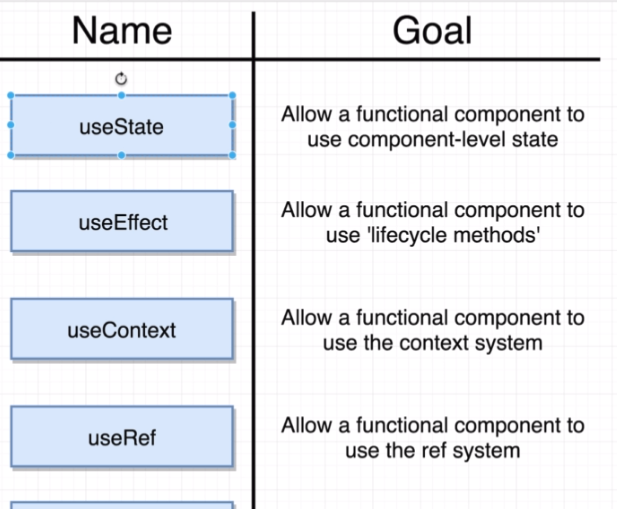 Name
Goal
useState
Allow a functional component to
use component-level state
useEffect
Allow a functional component to
use 'lifecycle methods'
useContext
Allow a functional component to
use the context system
useRef
Allow a functional component to
use the ref system